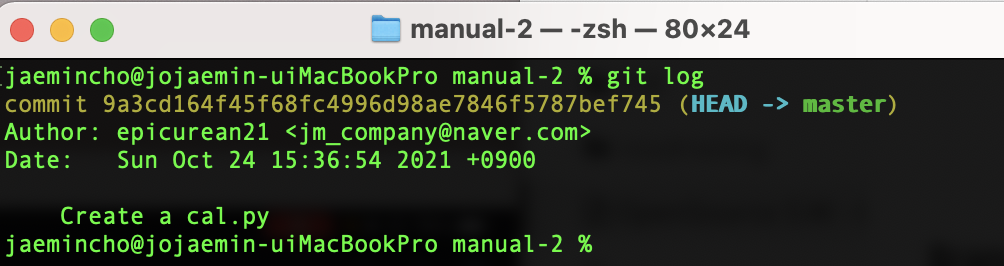 manual-2 — -zsh — 80×24
jaemincho@jojaemin-uiMacBookPro manual-2 % git log
commit 9a3cd164f45f68fc4996d98ae7846f5787bef745 (HEAD -> master)
Author: epicurean21 <jm_company@naver.com>
Date:   Sun Oct 24 15:36:54 2021 +0900
    Create a cal.py
jaemincho@jojaemin-uiMacBookPro manual-2 %